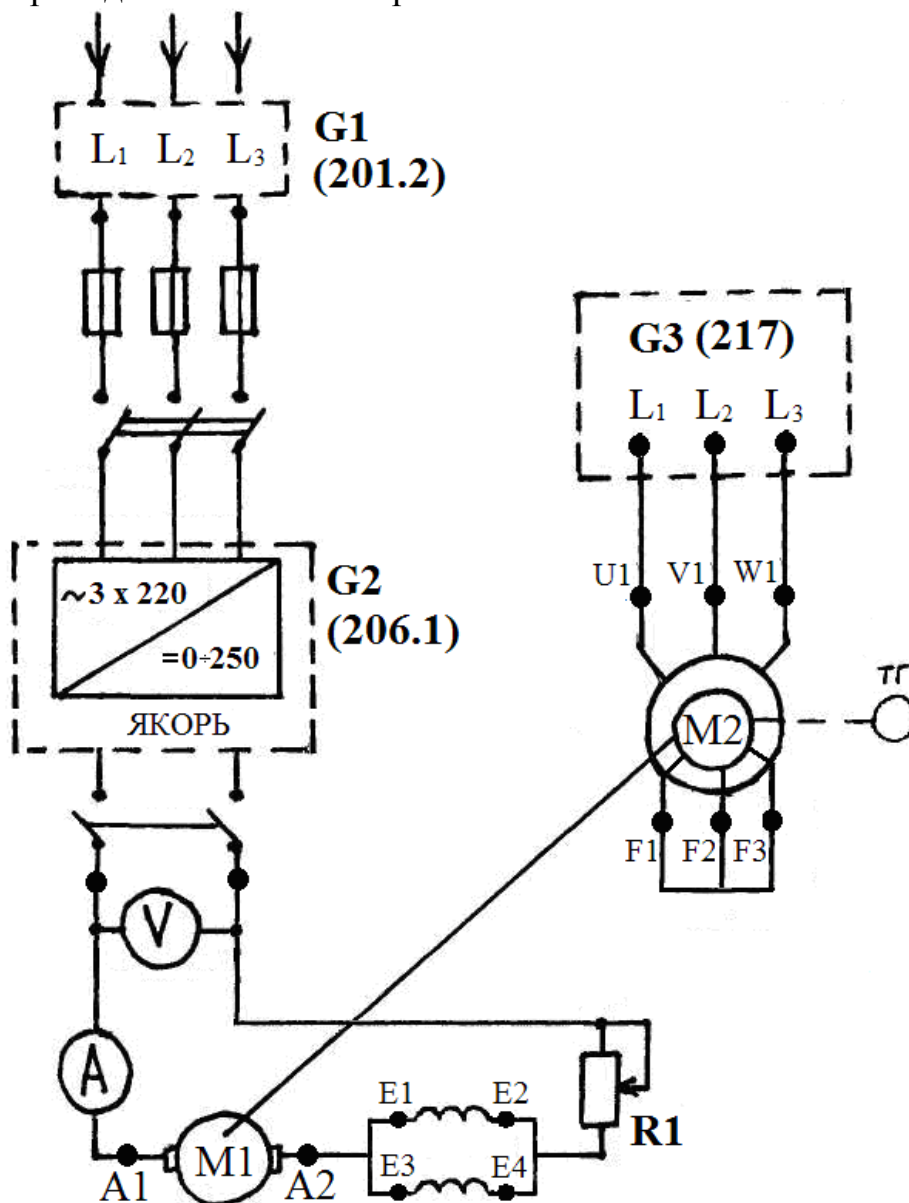 L1 L2 L3
G1
(201.2)
G3 (217)
L1 L2 L3
~3 x 220
=0÷250
ЯКОРЬ
G2
(206.1)
U1 V1 W1
M2
ТГ
F1 F2 F3
V
A
E1 E2
R1
A1 M1 A2
E3 E4